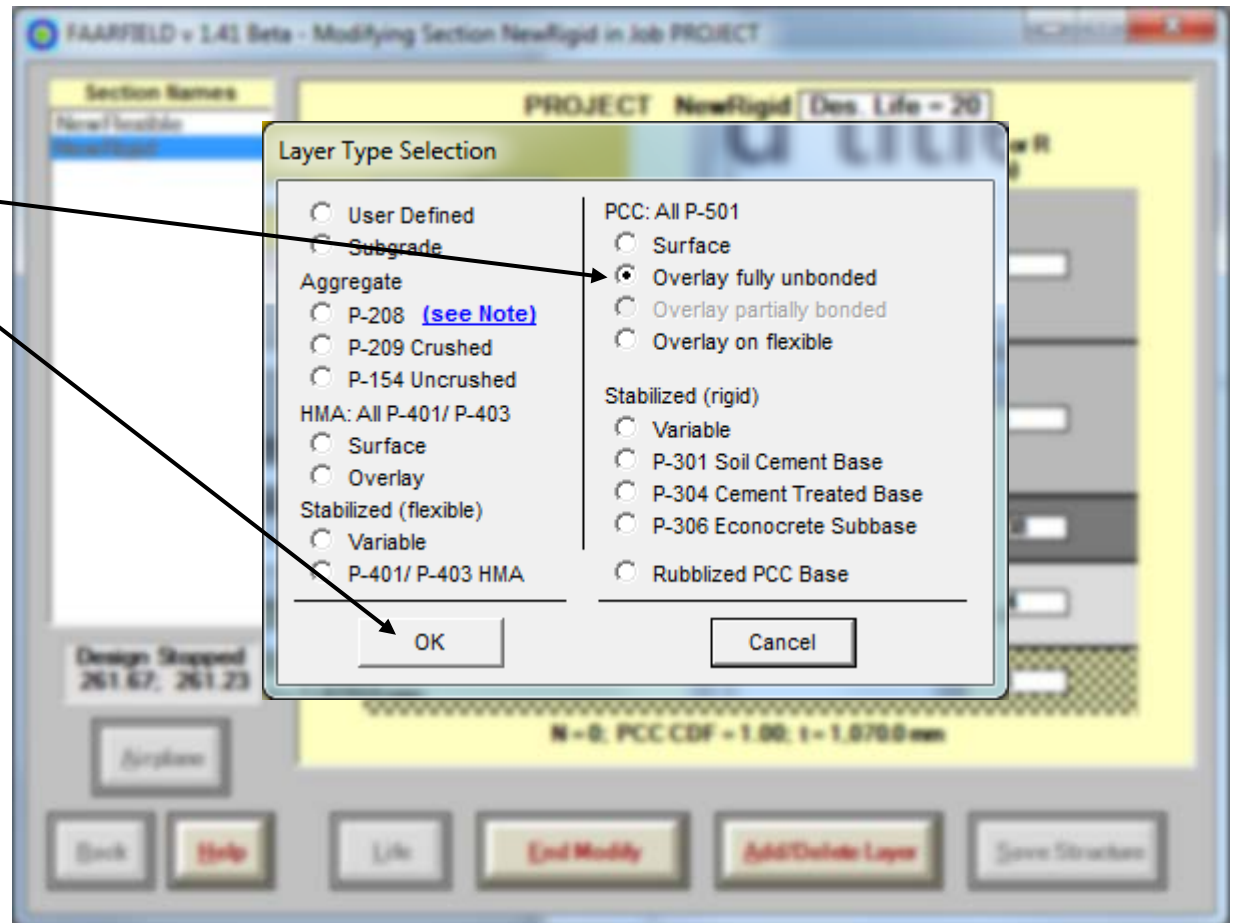 FAARFIELD v 1.41 Beta - Modifying Section NewRigid in Job PROJECT
Section Names
NewFlexible
NewRigid
PROJECT NewRigid Des. Life = 20
Layer Type Selection
User Defined
Subgrade
Aggregate
P-208 (see Note)
P-209 Crushed
P-154 Uncrushed
HMA: All P-401/ P-403
Surface
Overlay
Stabilized (flexible)
Variable
P-401/ P-403 HMA
PCC: All P-501
Surface
Overlay fully unbonded
Overlay partially bonded
Overlay on flexible
Stabilized (rigid)
Variable
P-301 Soil Cement Base
P-304 Cement Treated Base
P-306 Econocrete Subbase
Rubblized PCC Base
OK
Cancel
Design Stopped
261.67; 261.23
N = 0; PCC CDF = 1.00; t = 1,070.0 mm
Airplane
Back
Help
Life
End Modify
Add/Delete Layer
Save Structure